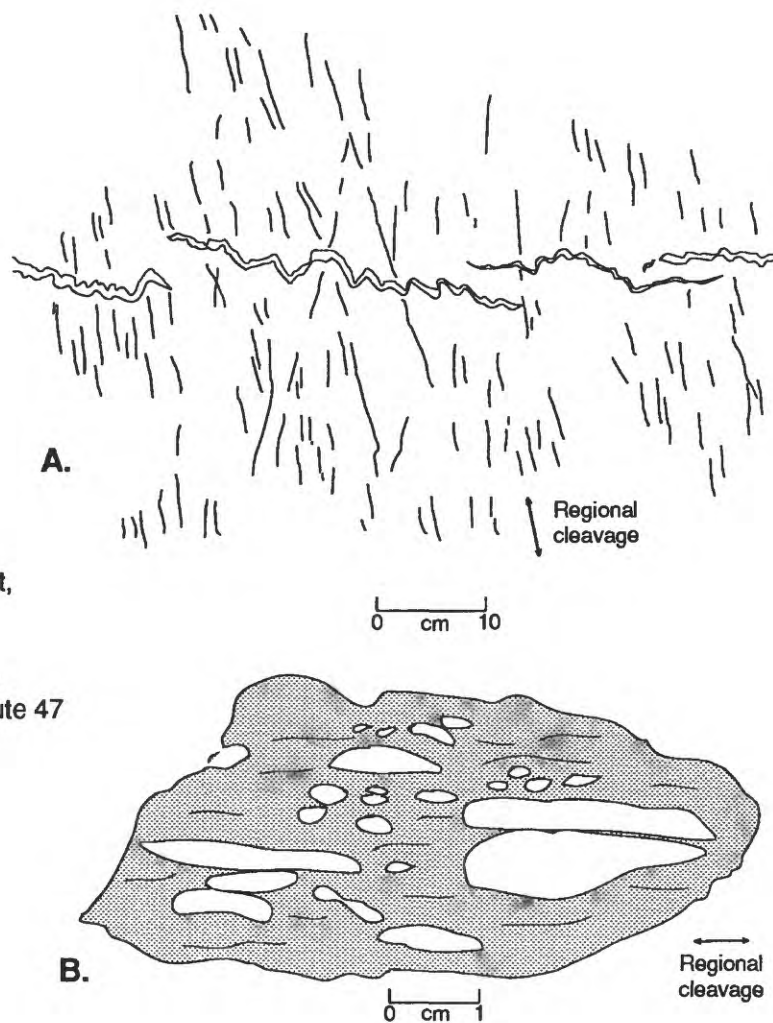 A.
Regional
cleavage
t,
0 cm 10
ute 47
B.
Regional
cleavage
0 cm 1